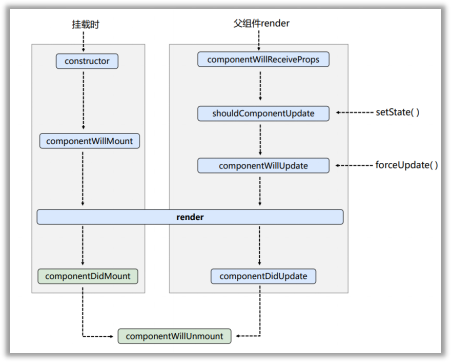 挂载时
父组件render
constructor
componentWillReceiveProps
shouldComponentUpdate
setState( )
componentWillMount
componentWillUpdate
forceUpdate( )
render
componentDidMount
componentDidUpdate
componentWillUnmount